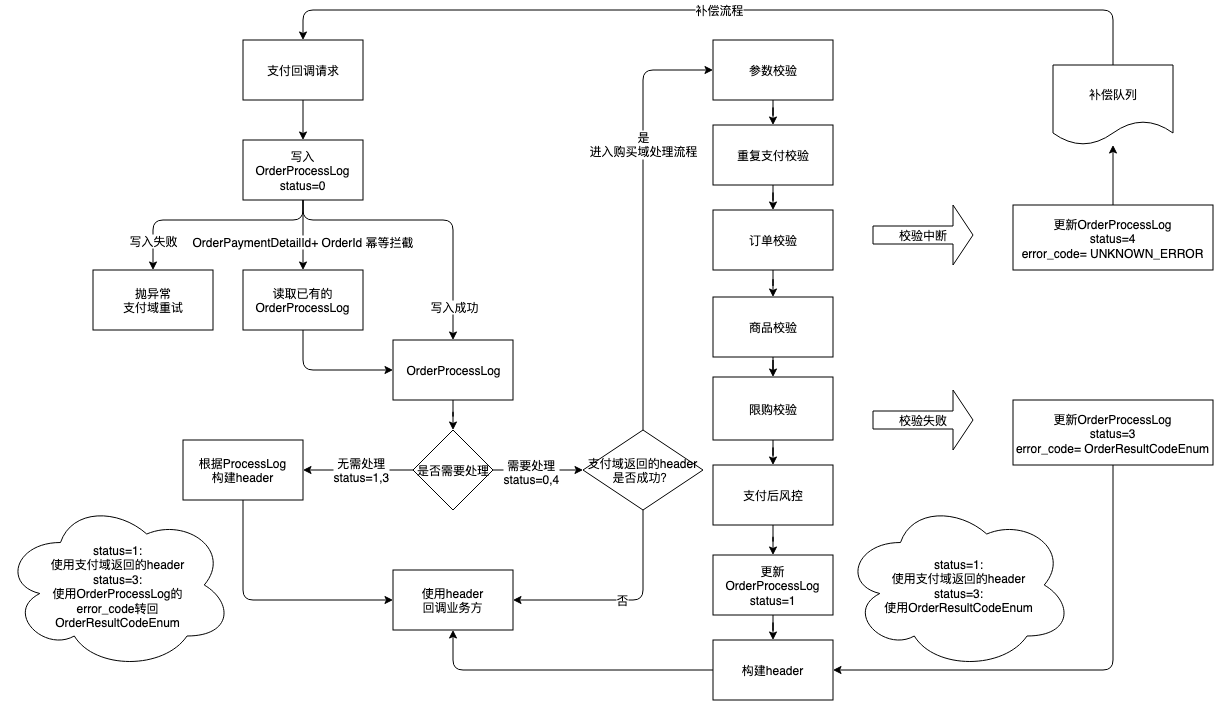 补偿流程
支付回调请求
写入
OrderProcessLog
status=0
写入失败
OrderPaymentDetailId+ OrderId 幂等拦截
抛异常
支付域重试
读取已有的
OrderProcessLog
写入成功
OrderProcessLog
是否需要处理
无需处理
status=1,3
根据ProcessLog
构建header
需要处理
status=0,4
支付域返回的header
是否成功？
是
进入购买域处理流程
否
使用header
回调业务方
status=1:
使用支付域返回的header
status=3:
使用OrderProcessLog的
error_code转回
OrderResultCodeEnum
参数校验
重复支付校验
订单校验
商品校验
限购校验
支付后风控
更新
OrderProcessLog
status=1
构建header
校验中断
更新OrderProcessLog
status=4
error_code= UNKNOWN_ERROR
补偿队列
校验失败
更新OrderProcessLog
status=3
error_code= OrderResultCodeEnum
status=1:
使用支付域返回的header
status=3:
使用OrderResultCodeEnum